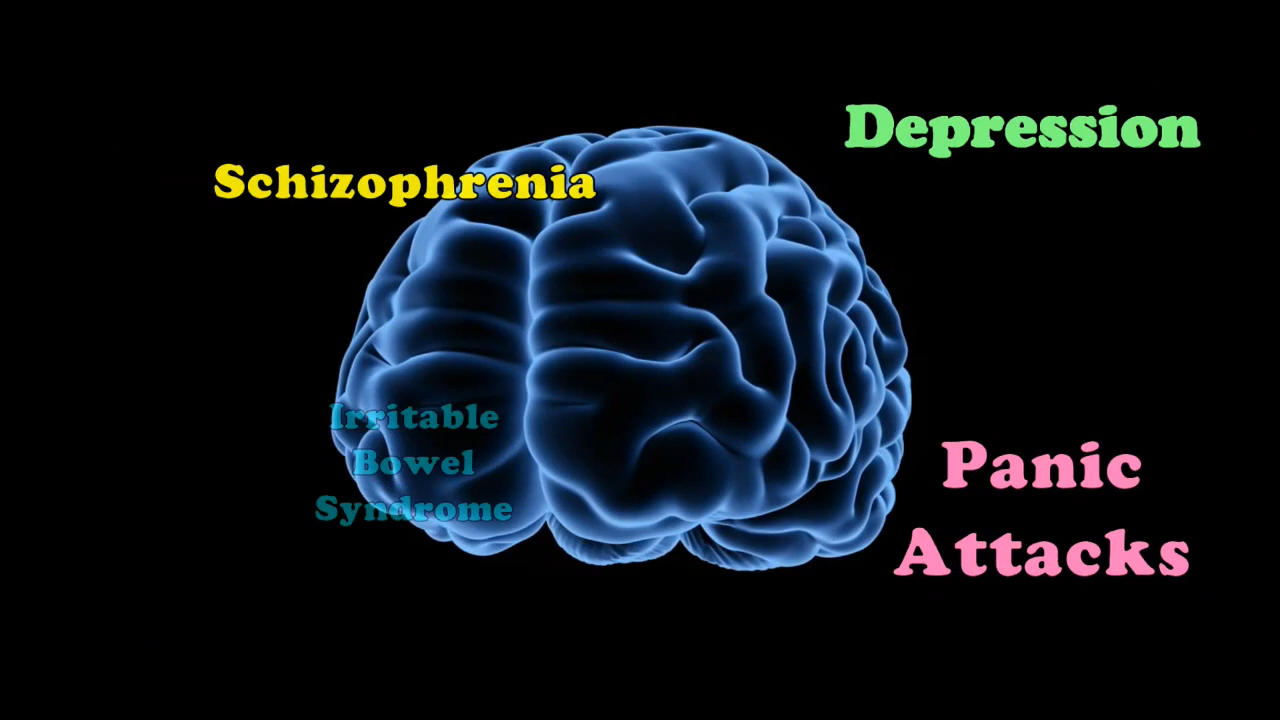 Depression
Schizophrenia
Irritable
Bowel
Syndrome
Panic
Attacks